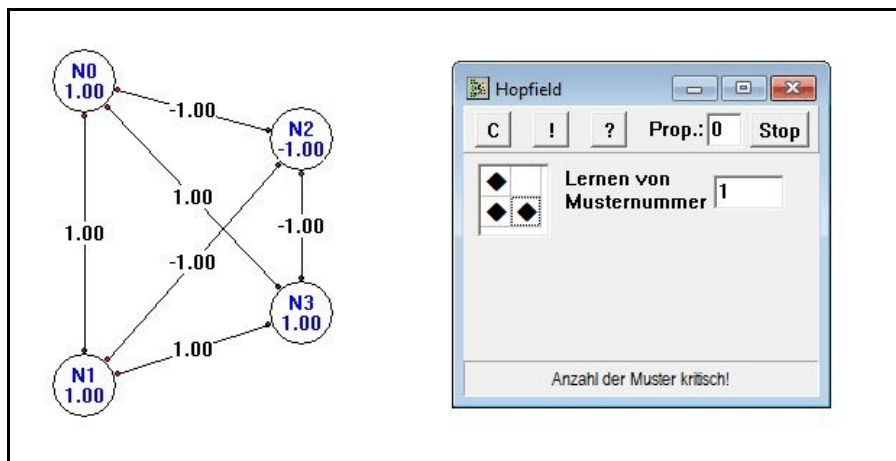 N0
1.00
-1.00
N2
-1.00
1.00
1.00
-1.00
-1.00
N3
1.00
1.00
N1
1.00
Hopfield
C ! ? Prop.: 0 Stop
Lernen von
Musternummer 1
Anzahl der Muster kritisch!